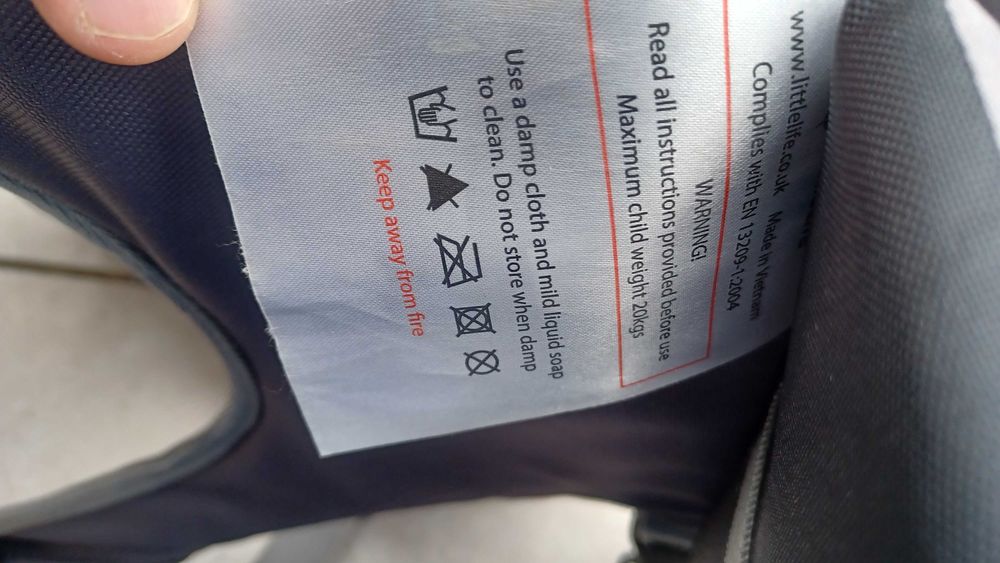 www.littlelife.co.uk Made in Vietnam
Complies with EN 13209-1:2004
WARNING!
Read all instructions provided before use
Maximum child weight 20kgs
Use a damp cloth and mild liquid soap
to clean. Do not store when damp
Keep away from fire